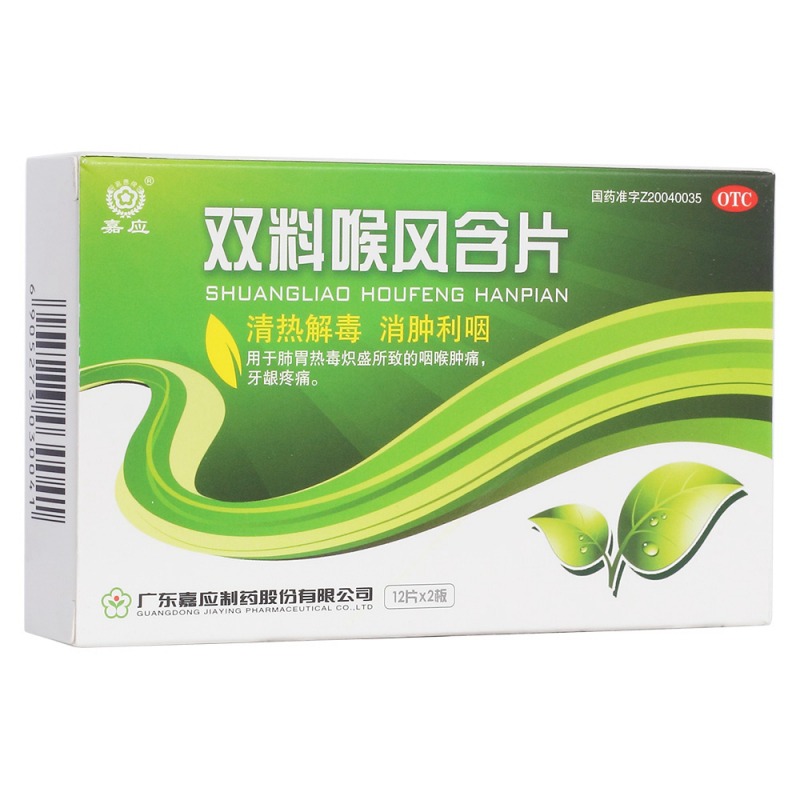 嘉应
®
国药准字Z20040035
OTC
双料喉风含片
SHUANGLIAO HOUFENG HANPIAN
清热解毒 消肿利咽
用于肺胃热毒炽盛所致的咽喉肿痛，
牙龈疼痛。
广东嘉应制药股份有限公司
GUANGDONG JIAYING PHARMACEUTICAL CO.,LTD
12片x2板
6905273030041